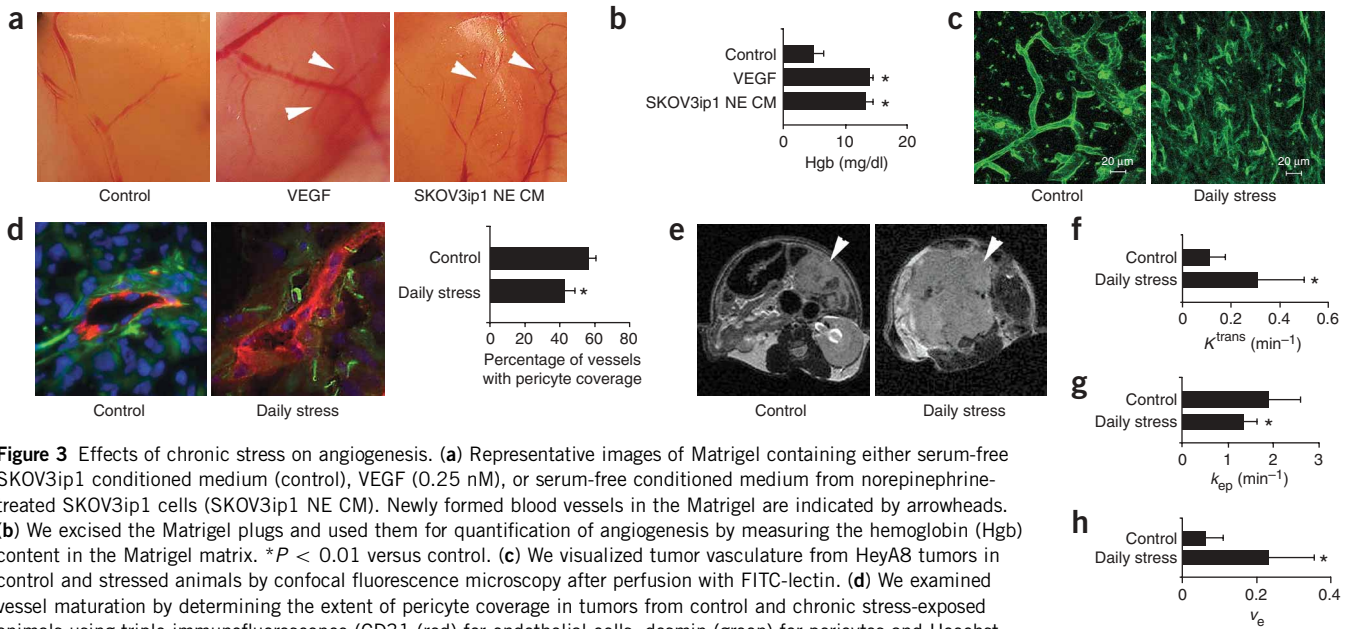 a
Control
VEGF
SKOV3ip1 NE CM
b
Control
VEGF
SKOV3ip1 NE CM
*
*
0 10 20
Hgb (mg/dl)
c
20 μm
20 μm
Control
Daily stress
d
Control
Daily stress
Control
Daily stress
*
0 20 40 60 80
Percentage of vessels
with pericyte coverage
e
Control
Daily stress
f
Control
Daily stress
*
0 0.2 0.4 0.6
Ktrans (min–1)
g
Control
Daily stress
*
0 1 2 3
kep (min–1)
h
Control
Daily stress
*
0 0.2 0.4
ve
Figure 3 Effects of chronic stress on angiogenesis. (a) Representative images of Matrigel containing either serum-free
SKOV3ip1 conditioned medium (control), VEGF (0.25 nM), or serum-free conditioned medium from norepinephrine-
treated SKOV3ip1 cells (SKOV3ip1 NE CM). Newly formed blood vessels in the Matrigel are indicated by arrowheads.
(b) We excised the Matrigel plugs and used them for quantification of angiogenesis by measuring the hemoglobin (Hgb)
content in the Matrigel matrix. *P < 0.01 versus control. (c) We visualized tumor vasculature from HeyA8 tumors in
control and stressed animals by confocal fluorescence microscopy after perfusion with FITC-lectin. (d) We examined
vessel maturation by determining the extent of pericyte coverage in tumors from control and chronic stress-exposed